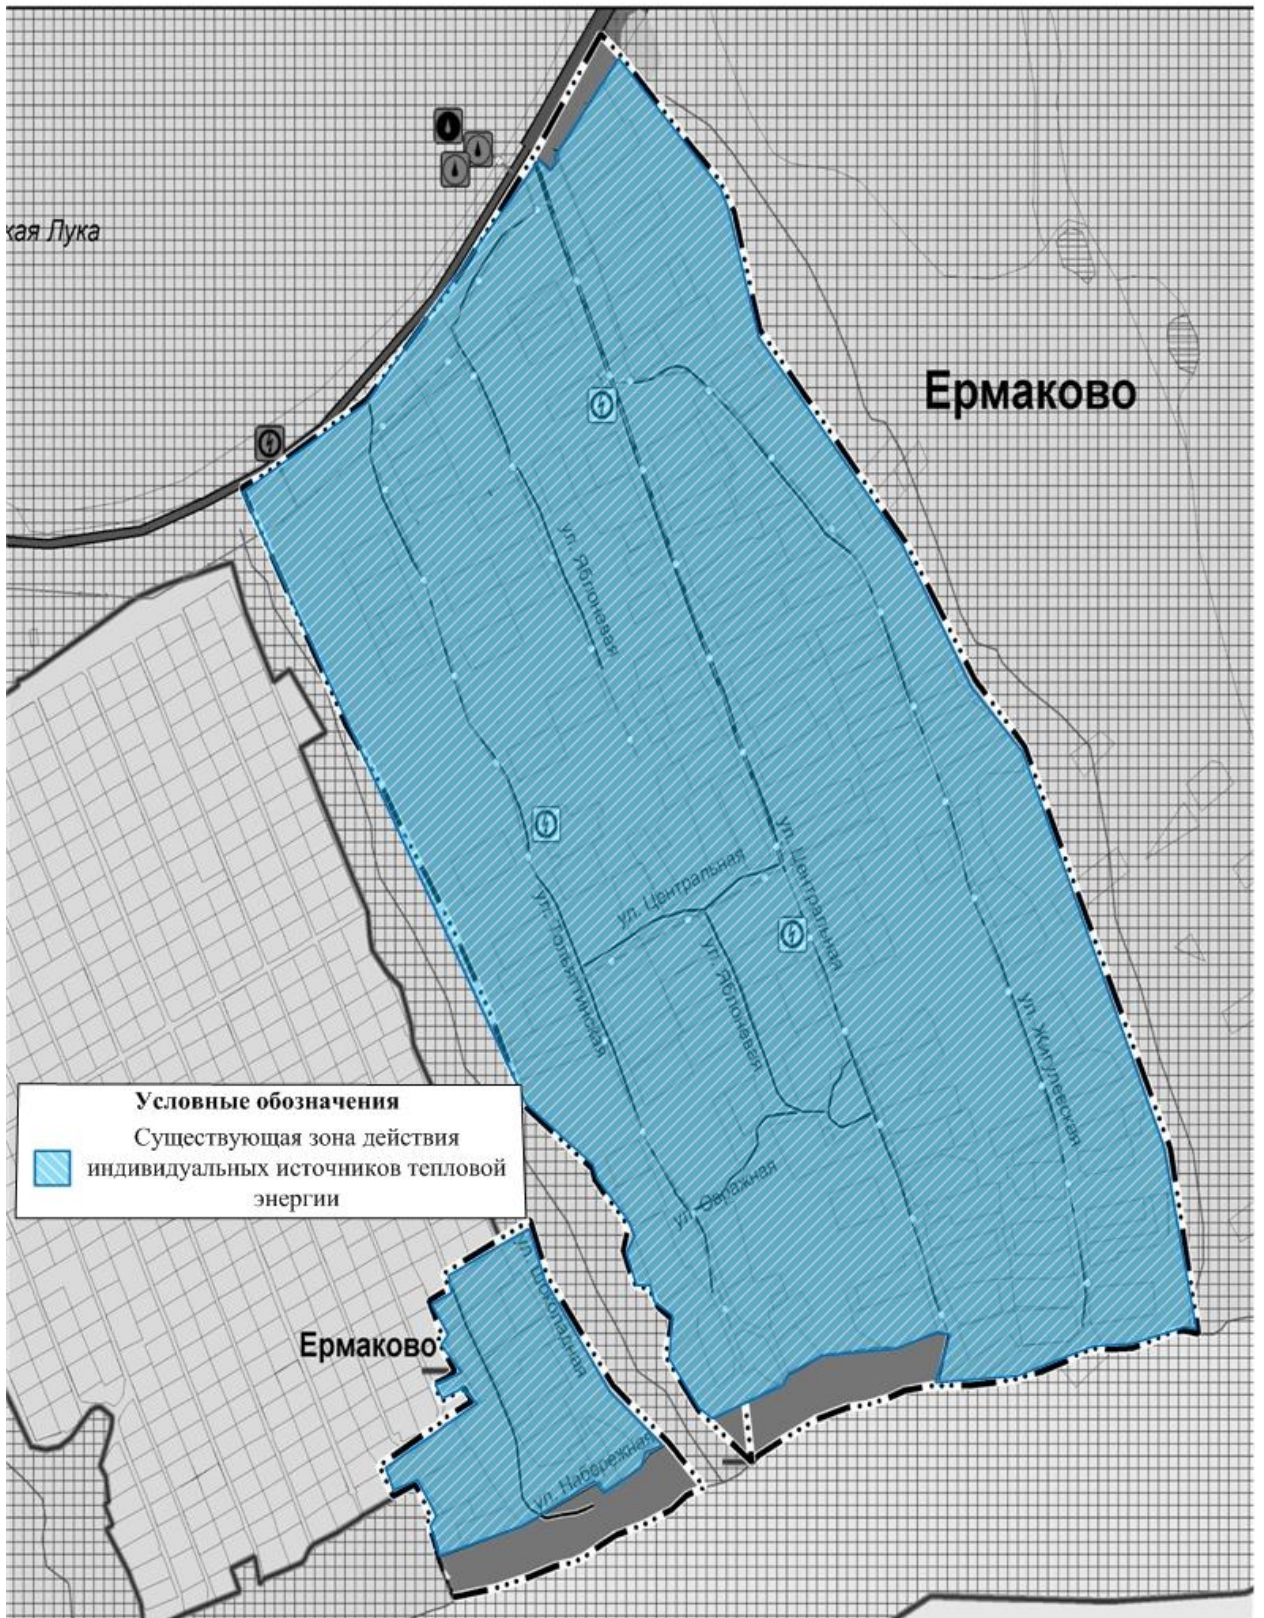 кая Лука
Ермаково
ул. Яблоневая
ул. Центральная
ул. Центральная
ул. Тольяттинская
ул. Яблоневая
ул. Жигулевская
Условные обозначения
Существующая зона действия
индивидуальных источников тепловой
энергии
ул. Овражная
ул. Шоколадная
Ермаково
ул. Набережная